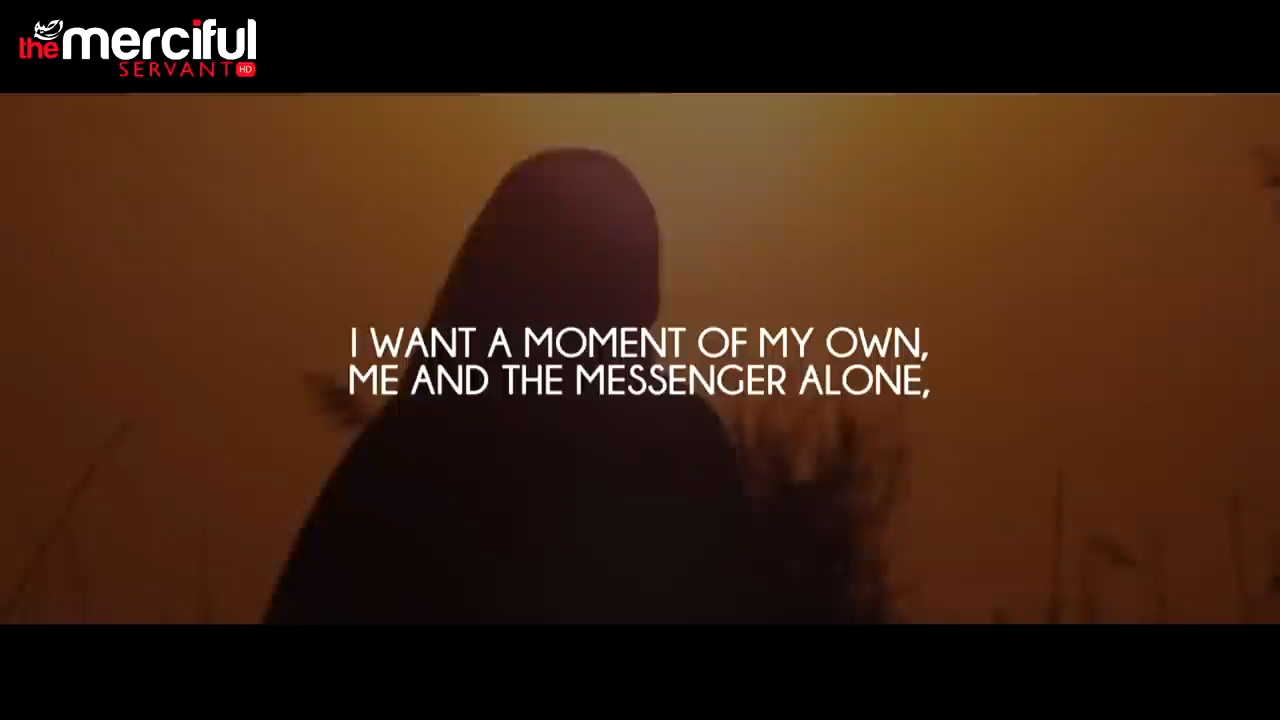 the merciful
SERVANT HD
I WANT A MOMENT OF MY OWN,
ME AND THE MESSENGER ALONE,